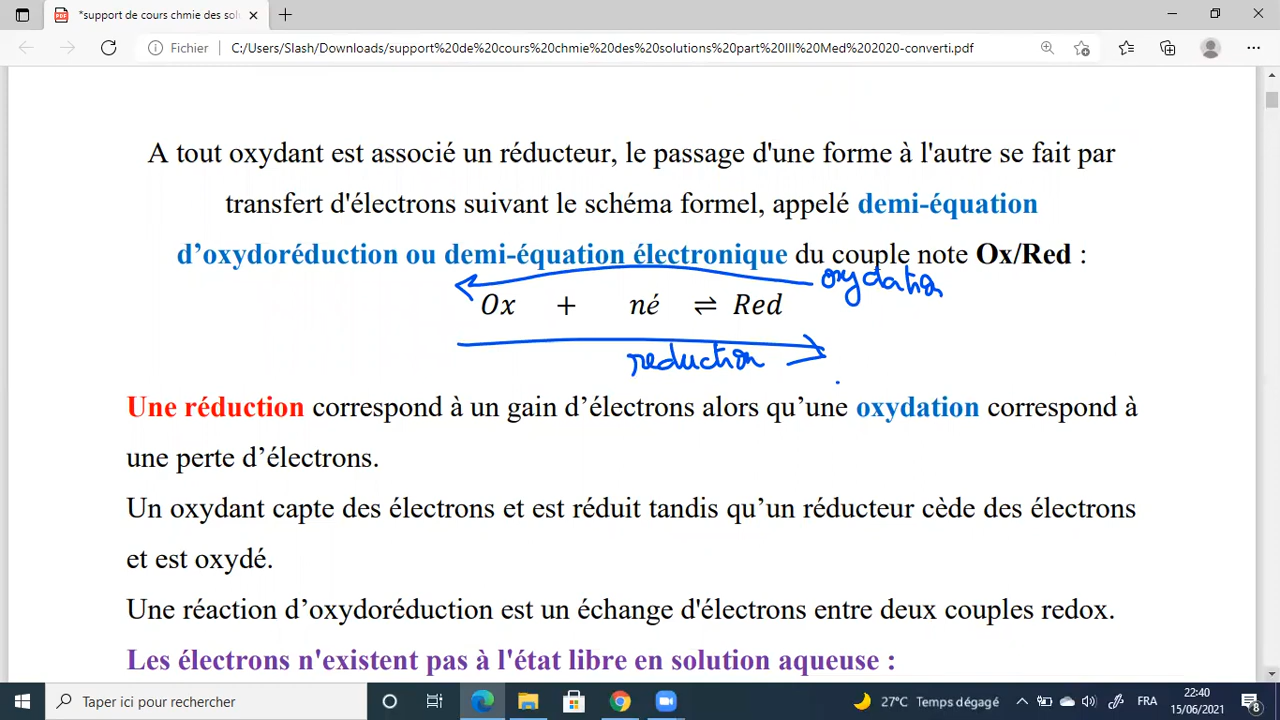 *support de cours chmie des sol
Fichier
C:/Users/Slash/Downloads/support%20de%20cours%20chmie%20des%20solutions%20part%20III%20Med%202020-converti.pdf
A tout oxydant est associé un réducteur, le passage d'une forme à l'autre se fait par
transfert d'électrons suivant le schéma formel, appelé demi-équation
d’oxydoréduction ou demi-équation électronique du couple note Ox/Red :
oxydation
Ox + né ⇌ Red
reduction
Une réduction correspond à un gain d’électrons alors qu’une oxydation correspond à
une perte d’électrons.
Un oxydant capte des électrons et est réduit tandis qu’un réducteur cède des électrons
et est oxydé.
Une réaction d’oxydoréduction est un échange d'électrons entre deux couples redox.
Les électrons n'existent pas à l'état libre en solution aqueuse :
Taper ici pour rechercher
27°C Temps dégagé
FRA
22:40
15/06/2021
8